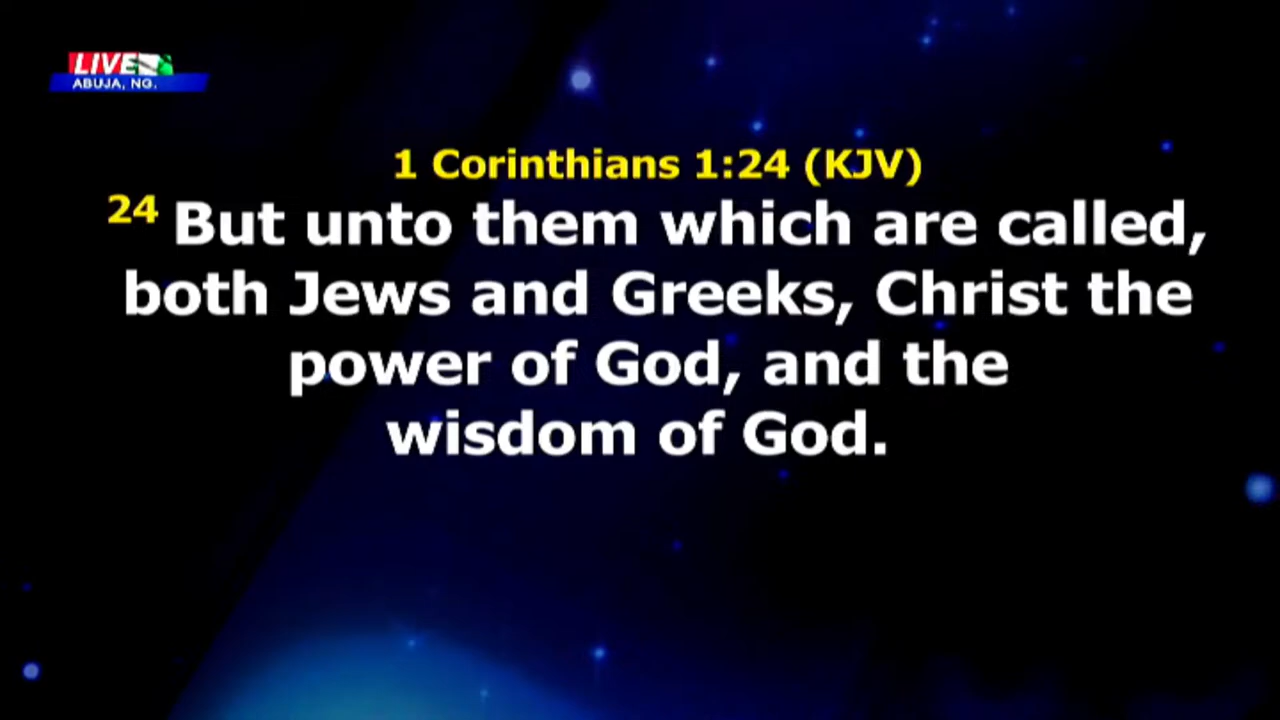 LIVE
ABUJA, NG.
1 Corinthians 1:24 (KJV)
24 But unto them which are called,
both Jews and Greeks, Christ the
power of God, and the
wisdom of God.